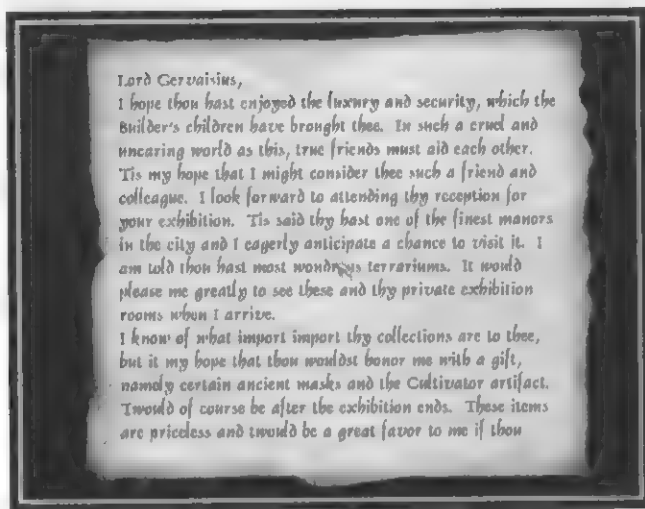 Lord Gervaisius,
I hope thou hast enjoyed the luxury and security, which the
Builder's children have brought thee. In such a cruel and
uncaring world as this, true friends must aid each other.
Tis my hope that I might consider thee such a friend and
colleague. I look forward to attending thy reception for
your exhibition. Tis said thy hast one of the finest manors
in the city and I eagerly anticipate a chance to visit it. I
am told thou hast most wondrous terrariums. It would
please me greatly to see these and thy private exhibition
rooms when I arrive.
I know of what import import thy collections are to thee,
but it my hope that thou wouldst honor me with a gift,
namely certain ancient masks and the Cultivator artifact.
Twould of course be after the exhibition ends. These items
are priceless and twould be a great favor to me if thou